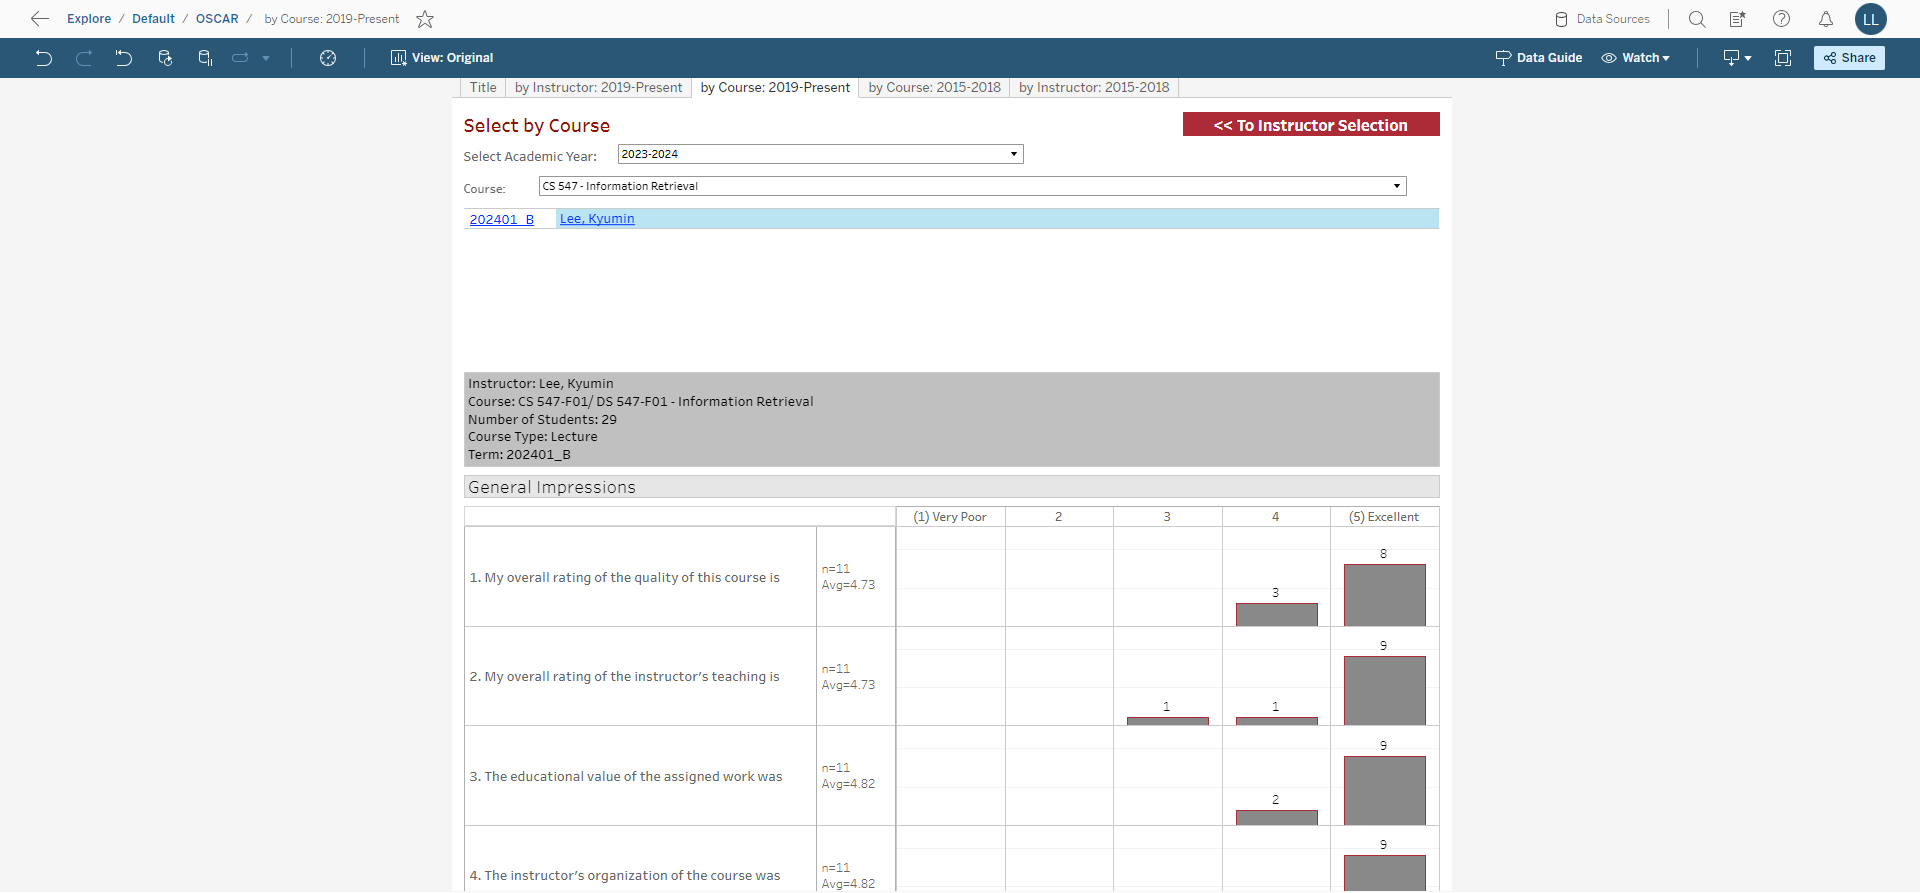 Explore / Default / OSCAR / by Course: 2019-Present
Data Sources
LL
View: Original
Data Guide
Watch
Share
Title
by Instructor: 2019-Present
by Course: 2019-Present
by Course: 2015-2018
by Instructor: 2015-2018
Select by Course
<< To Instructor Selection
Select Academic Year:
2023-2024
Course:
CS 547 - Information Retrieval
202401_B
Lee, Kyumin
Instructor: Lee, Kyumin
Course: CS 547-F01/ DS 547-F01 - Information Retrieval
Number of Students: 29
Course Type: Lecture
Term: 202401_B
General Impressions
(1) Very Poor
2
3
4
(5) Excellent
1. My overall rating of the quality of this course is
n=11
Avg=4.73
3
8
2. My overall rating of the instructor's teaching is
n=11
Avg=4.73
1
1
9
3. The educational value of the assigned work was
n=11
Avg=4.82
2
9
4. The instructor's organization of the course was
n=11
Avg=4.82
9